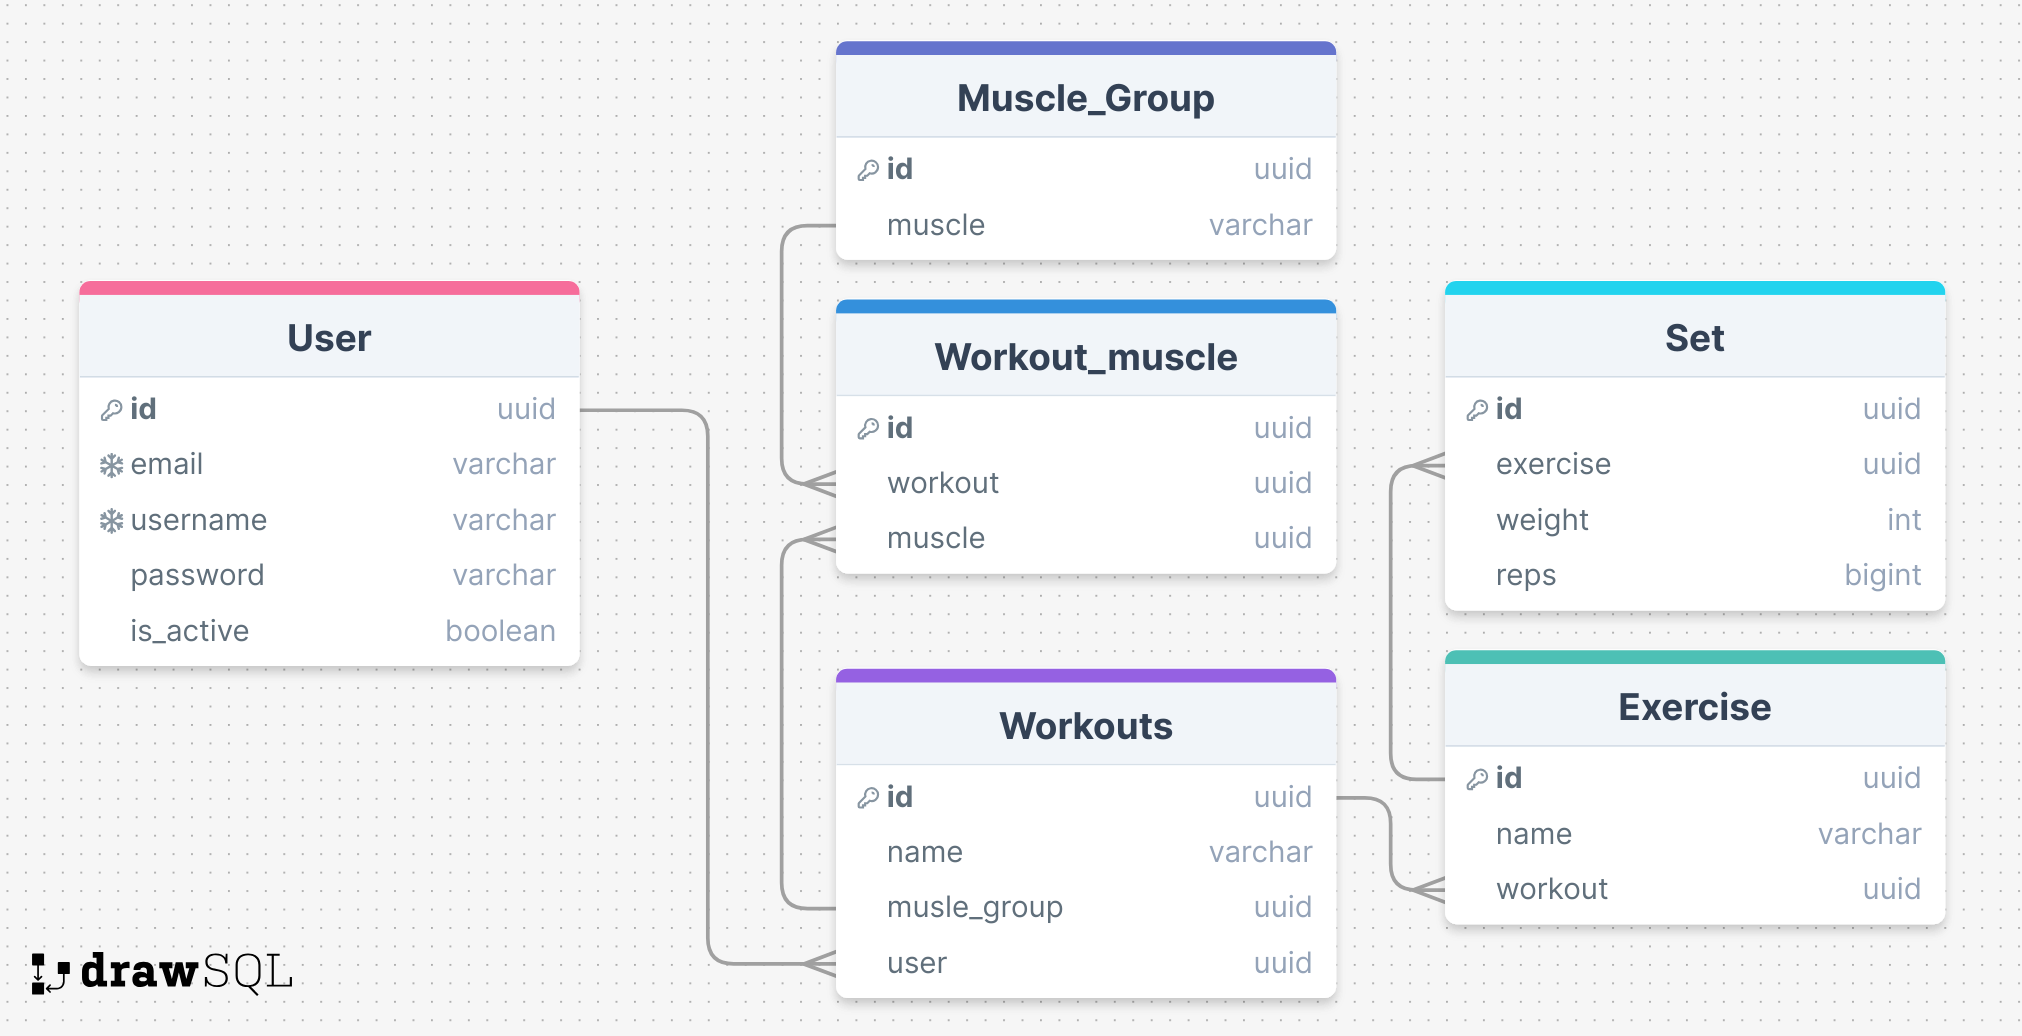 Muscle_Group
id uuid
muscle varchar
User
id uuid
email varchar
username varchar
password varchar
is_active boolean
Workout_muscle
id uuid
workout uuid
muscle uuid
Set
id uuid
exercise uuid
weight int
reps bigint
Workouts
id uuid
name varchar
musle_group uuid
user uuid
Exercise
id uuid
name varchar
workout uuid
drawSQL